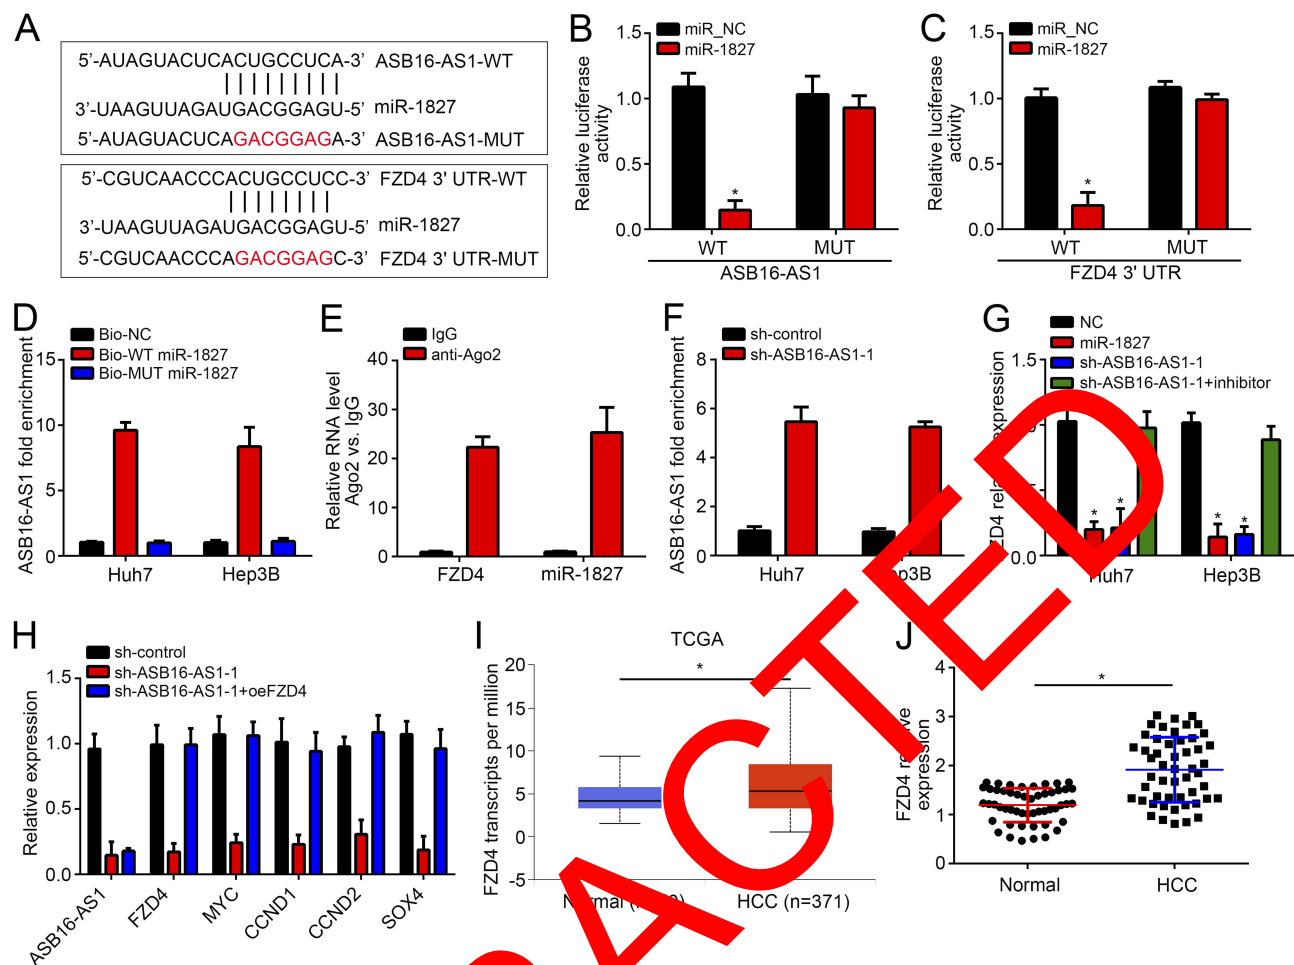 A
5'-AUAGUACUCACUGCCUCA-3' ASB16-AS1-WT
3'-UAAGUUAGAUGACGGAGU-5' miR-1827
5'-AUAGUACUCAGACGGAGA-3' ASB16-AS1-MUT
5'-CGUCAACCCACUGCCUCC-3' FZD4 3' UTR-WT
3'-UAAGUUAGAUGACGGAGU-5' miR-1827
5'-CGUCAACCCAGACGGAGC-3' FZD4 3' UTR-MUT
B
miR_NC
miR-1827
Relative luciferase
activity
1.5
1.0
0.5
0.0
WT MUT
ASB16-AS1
*
C
miR_NC
miR-1827
Relative luciferase
activity
1.5
1.0
0.5
0.0
WT MUT
FZD4 3' UTR
*
D
Bio-NC
Bio-WT miR-1827
Bio-MUT miR-1827
ASB16-AS1 fold enrichment
15
10
5
0
Huh7 Hep3B
E
IgG
anti-Ago2
Relative RNA level
Ago2 vs. IgG
40
30
20
10
0
FZD4 miR-1827
F
sh-control
sh-ASB16-AS1-1
ASB16-AS1 fold enrichment
8
6
4
2
0
Huh7
G
NC
miR-1827
sh-ASB16-AS1-1
sh-ASB16-AS1-1+inhibitor
expression
1.5
0.0
* * * *
Huh7 Hep3B
H
sh-control
sh-ASB16-AS1-1
sh-ASB16-AS1-1+oeFZD4
Relative expression
1.5
1.0
0.5
0.0
ASB16-AS1 FZD4 MYC CCND1 CCND2 SOX4
I
TCGA
FZD4 transcripts per million
20
15
10
5
0
-5
*
HCC (n=371)
J
FZD4 relative
expression
4
3
2
1
0
*
Normal HCC